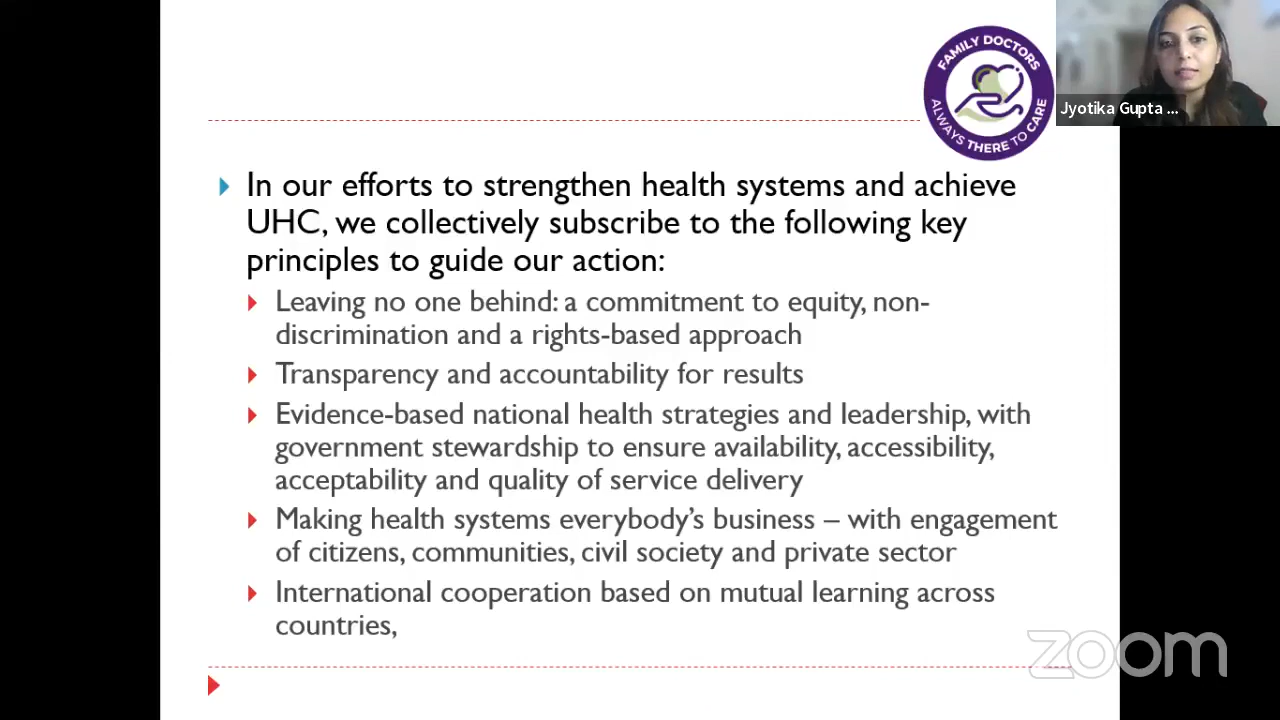 FAMILY DOCTORS
ALWAYS THERE TO CARE
Jyotika Gupta ...
In our efforts to strengthen health systems and achieve
UHC, we collectively subscribe to the following key
principles to guide our action:
Leaving no one behind: a commitment to equity, non-
discrimination and a rights-based approach
Transparency and accountability for results
Evidence-based national health strategies and leadership, with
government stewardship to ensure availability, accessibility,
acceptability and quality of service delivery
Making health systems everybody's business – with engagement
of citizens, communities, civil society and private sector
International cooperation based on mutual learning across
countries,
zoom